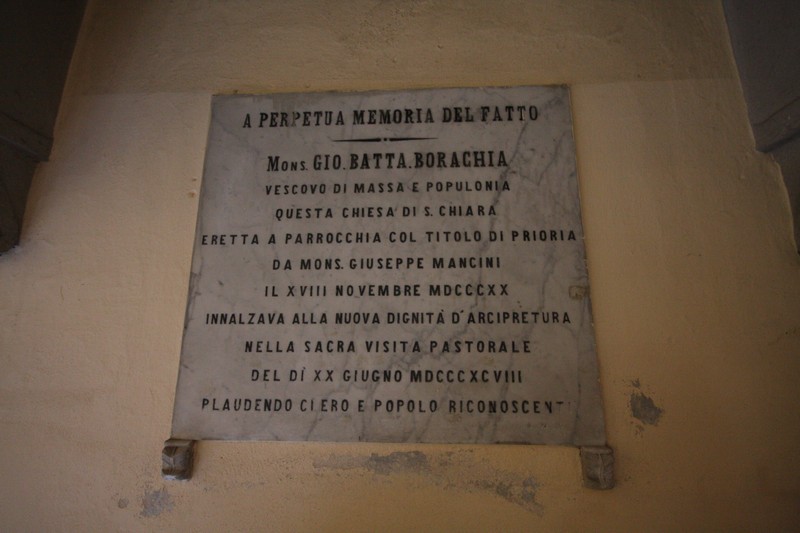 A PERPETUA MEMORIA DEL FATTO
MONS. GIO. BATTA. BORACHIA
VESCOVO DI MASSA E POPULONIA
QUESTA CHIESA DI S. CHIARA
ERETTA A PARROCCHIA COL TITOLO DI PRIORIA
DA MONS. GIUSEPPE MANCINI
IL XVIII NOVEMBRE MDCCCXX
INNALZAVA ALLA NUOVA DIGNITÀ D'ARCIPRETURA
NELLA SACRA VISITA PASTORALE
DEL DÌ XX GIUGNO MDCCCXCVIII
PLAUDENDO CLERO E POPOLO RICONOSCENTI